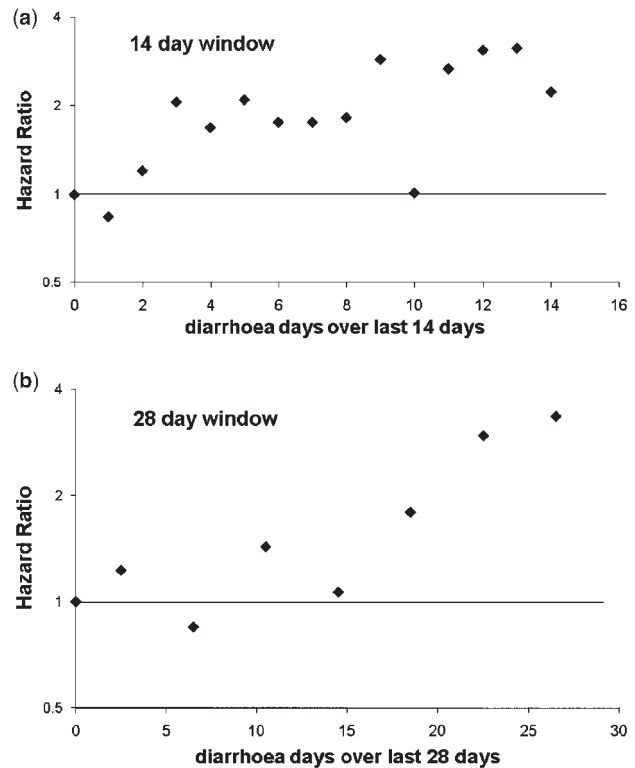 (a)
14 day window
Hazard Ratio
4
2
1
0.5
0 2 4 6 8 10 12 14 16
diarrhoea days over last 14 days
(b)
28 day window
Hazard Ratio
4
2
1
0.5
0 5 10 15 20 25 30
diarrhoea days over last 28 days